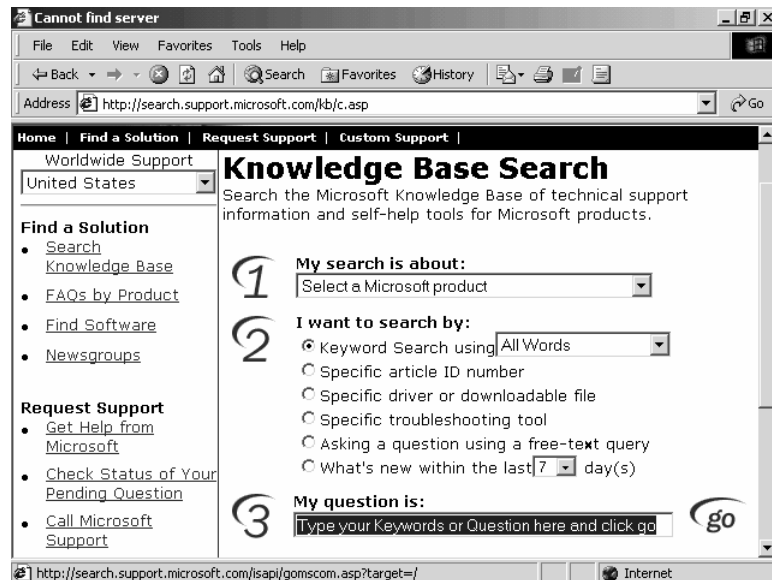 Cannot find server
File Edit View Favorites Tools Help
Back Search Favorites History
Address http://search.support.microsoft.com/kb/c.asp Go
Home | Find a Solution | Request Support | Custom Support |
Worldwide Support
United States
Find a Solution
Search
Knowledge Base
FAQs by Product
Find Software
Newsgroups
Request Support
Get Help from
Microsoft
Check Status of Your
Pending Question
Call Microsoft
Support
Knowledge Base Search
Search the Microsoft Knowledge Base of technical support
information and self-help tools for Microsoft products.
1 My search is about:
Select a Microsoft product
2 I want to search by:
Keyword Search using All Words
Specific article ID number
Specific driver or downloadable file
Specific troubleshooting tool
Asking a question using a free-text query
What's new within the last 7 day(s)
3 My question is:
Type your Keywords or Question here and click go
go
http://search.support.microsoft.com/isapi/gomscom.asp?target=/ Internet